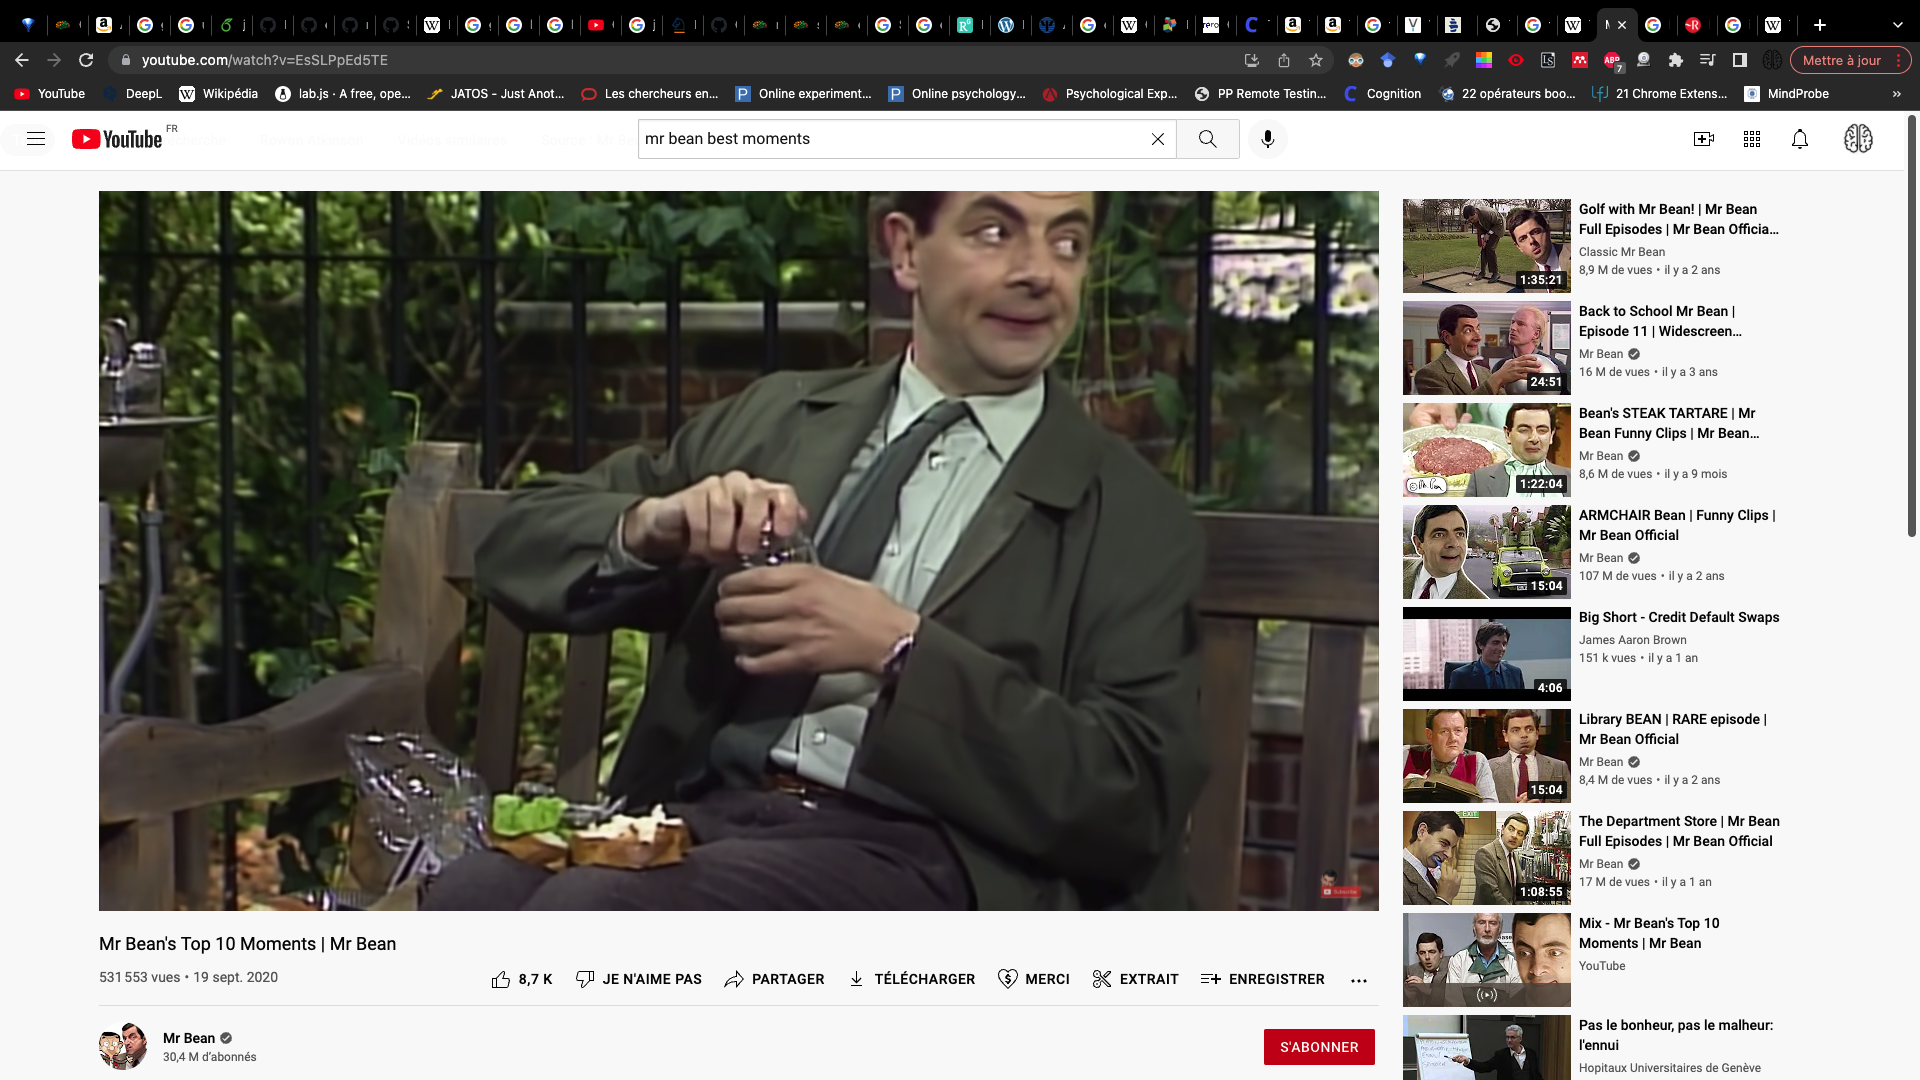 youtube.com/watch?v=EsSLPpEd5TE
7
Mettre à jour
YouTube
DeepL
Wikipédia
lab.js · A free, ope...
JATOS - Just Anot...
Les chercheurs en...
Online experiment...
Online psychology...
Psychological Exp...
PP Remote Testin...
Cognition
22 opérateurs boo...
21 Chrome Extens...
MindProbe
»
YouTube FR
mr bean best moments
Golf with Mr Bean! | Mr Bean
Full Episodes | Mr Bean Officia...
Classic Mr Bean
8,9 M de vues • il y a 2 ans
1:35:21
Back to School Mr Bean |
Episode 11 | Widescreen...
Mr Bean
16 M de vues • il y a 3 ans
24:51
Bean's STEAK TARTARE | Mr
Bean Funny Clips | Mr Bean...
Mr Bean
8,6 M de vues • il y a 9 mois
1:22:04
ARMCHAIR Bean | Funny Clips |
Mr Bean Official
Mr Bean
107 M de vues • il y a 2 ans
15:04
Big Short - Credit Default Swaps
James Aaron Brown
151 k vues • il y a 1 an
4:06
Library BEAN | RARE episode |
Mr Bean Official
Mr Bean
8,4 M de vues • il y a 2 ans
15:04
The Department Store | Mr Bean
Full Episodes | Mr Bean Official
Mr Bean
17 M de vues • il y a 1 an
1:08:55
Mix - Mr Bean's Top 10
Moments | Mr Bean
YouTube
Pas le bonheur, pas le malheur:
l'ennui
Hopitaux Universitaires de Genève
Subscribe
Mr Bean's Top 10 Moments | Mr Bean
531 553 vues • 19 sept. 2020
8,7 K
JE N'AIME PAS
PARTAGER
TÉLÉCHARGER
MERCI
EXTRAIT
ENREGISTRER
Mr Bean
30,4 M d'abonnés
S'ABONNER